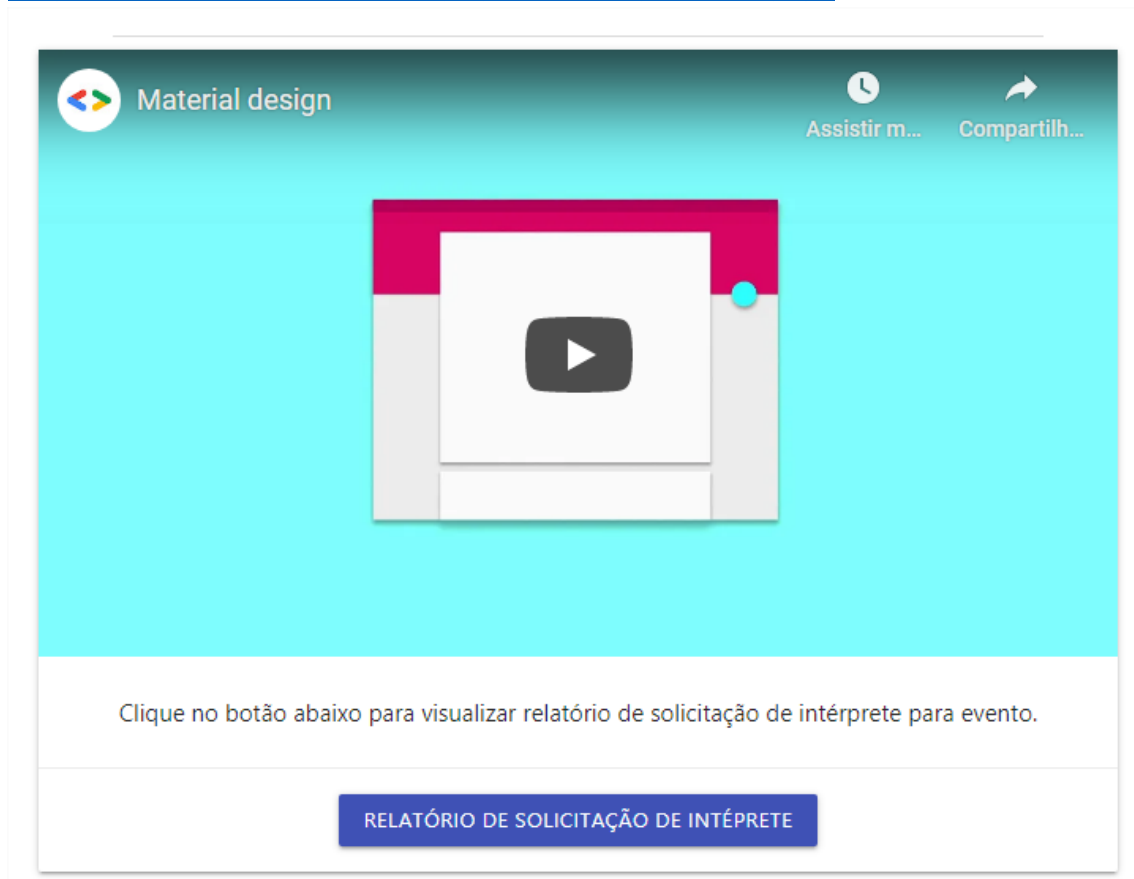 Material design
Assistir m...
Compartilh...
Clique no botão abaixo para visualizar relatório de solicitação de intérprete para evento.
RELATÓRIO DE SOLICITAÇÃO DE INTÉPRETE